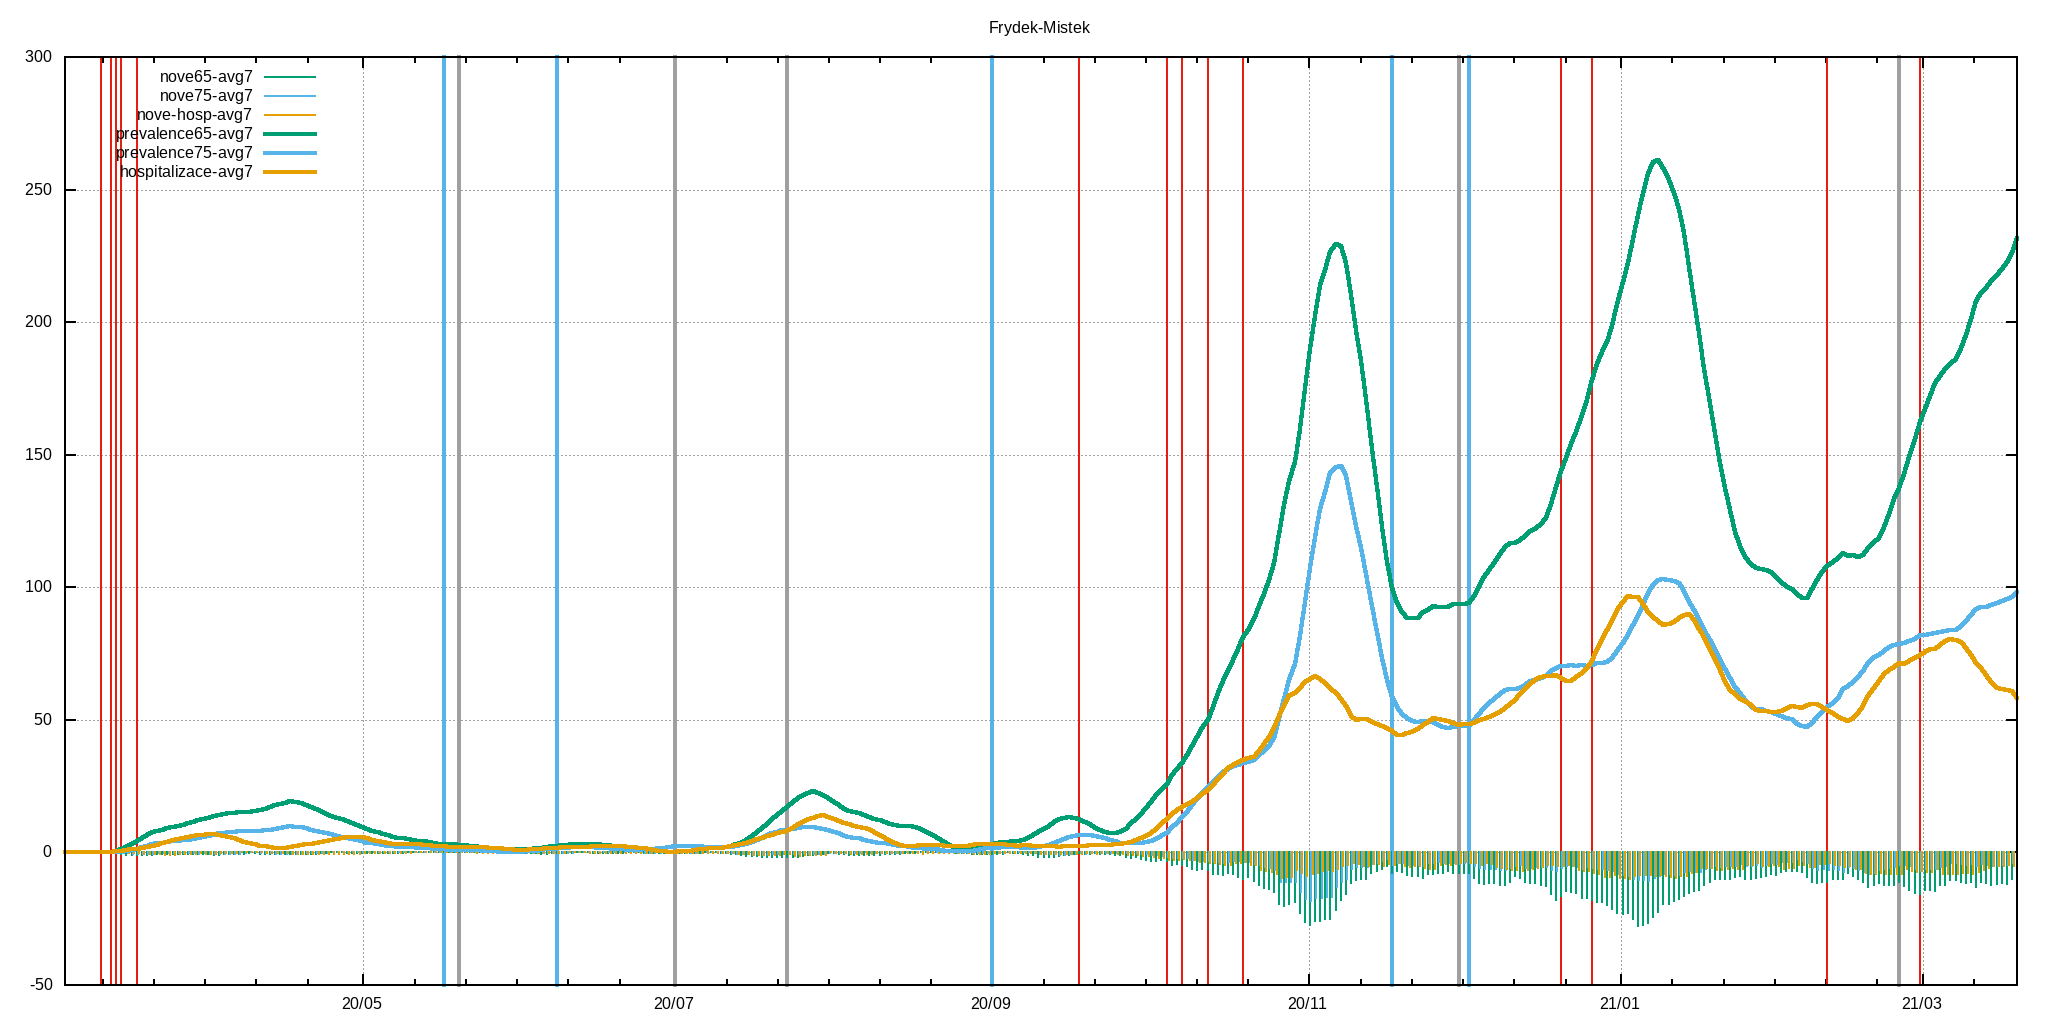 Frydek-Mistek
300
250
200
150
100
50
0
-50
nove65-avg7
nove75-avg7
nove-hosp-avg7
prevalence65-avg7
prevalence75-avg7
hospitalizace-avg7
20/05
20/07
20/09
20/11
21/01
21/03